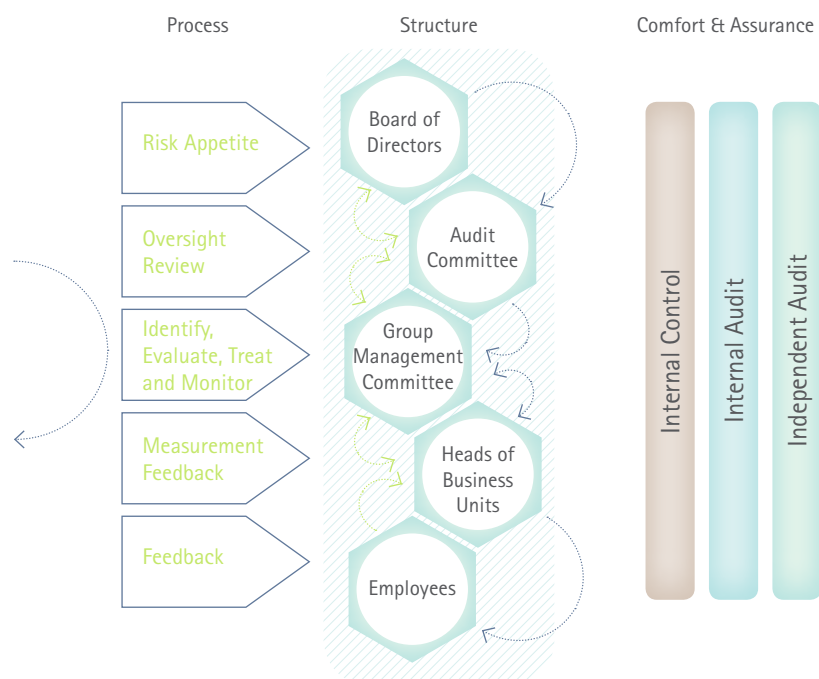 Process
Structure
Comfort & Assurance
Risk Appetite
Oversight
Review
Identify,
Evaluate, Treat
and Monitor
Measurement
Feedback
Feedback
Board of
Directors
Audit
Committee
Group
Management
Committee
Heads of
Business
Units
Employees
Internal Control
Internal Audit
Independent Audit